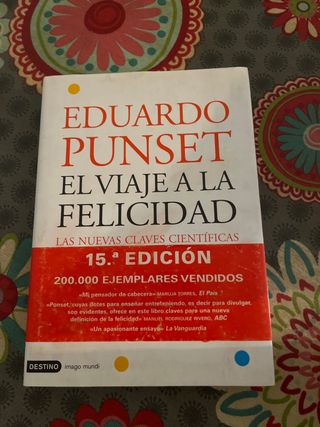 EDUARDO
PUNSET
EL VIAJE A LA
FELICIDAD
LAS NUEVAS CLAVES CIENTÍFICAS
15.ª EDICIÓN
200.000 EJEMPLARES VENDIDOS
«Mi pensador de cabecera» MARUJA TORRES, El País
«Punset, cuyas dotes para enseñar entreteniendo, es decir para divulgar,
son evidentes, ofrece en este libro claves para una nueva
definición de la felicidad» MANUEL RODRÍGUEZ RIVERO, ABC
«Un apasionante ensayo» La Vanguardia
DESTINO imago mundi